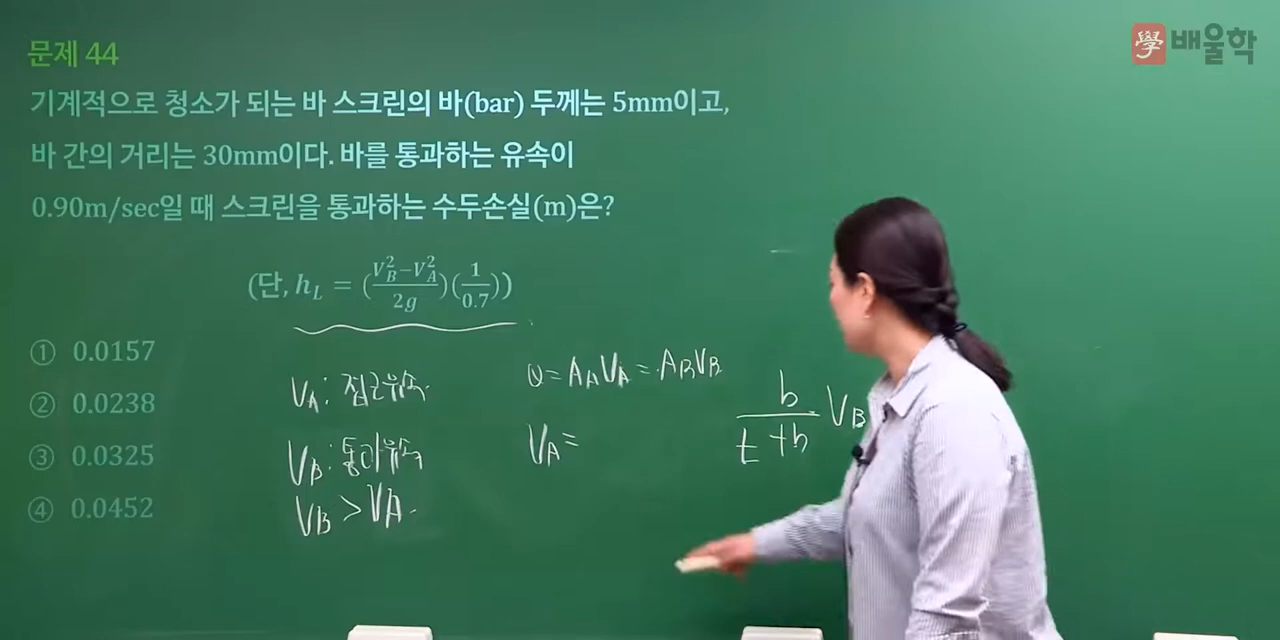 學 배울학
문제 44
기계적으로 청소가 되는 바 스크린의 바(bar) 두께는 5mm이고,
바 간의 거리는 30mm이다. 바를 통과하는 유속이
0.90m/sec일 때 스크린을 통과하는 수두손실(m)은?
(단, h_L = (\frac{V_B^2-V_A^2}{2g})(\frac{1}{0.7}))
① 0.0157
② 0.0238
③ 0.0325
④ 0.0452
V_A: 접근유속.
V_B: 통과유속
V_B > V_A.
Q = A_A V_A = A_B V_B
V_A = \frac{b}{t+b} V_B